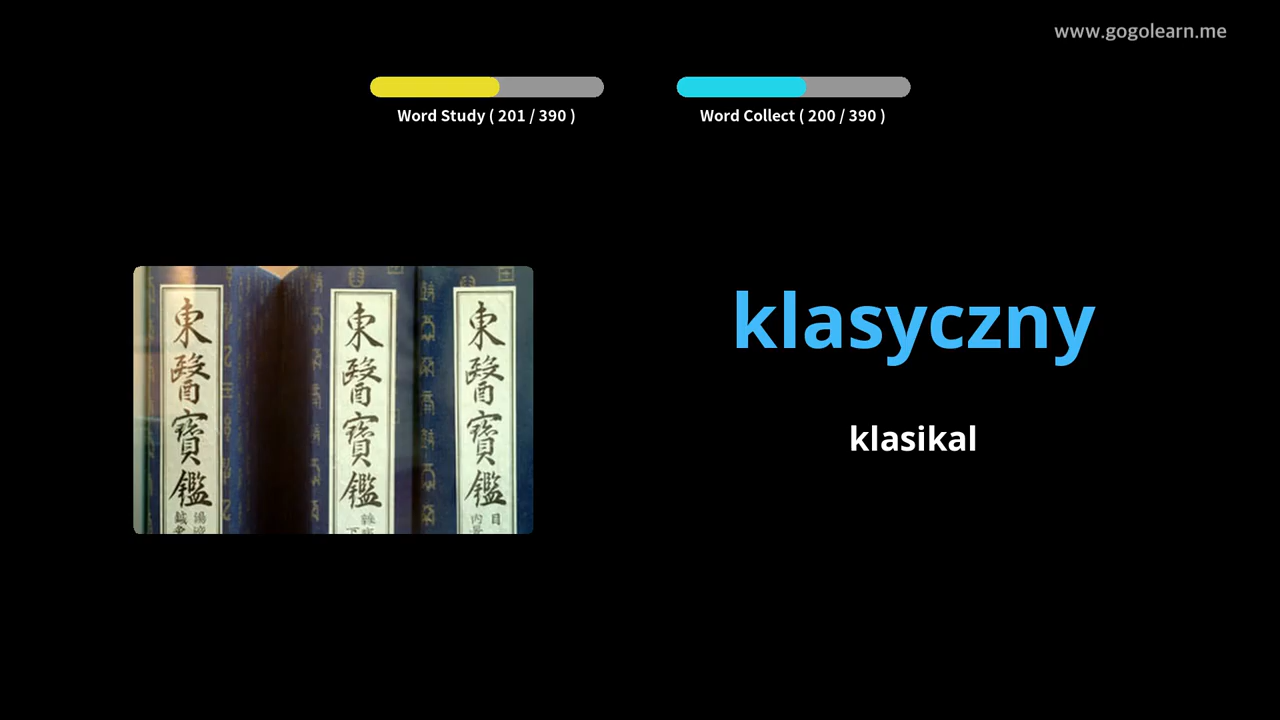 www.gogolearn.me
Word Study ( 201 / 390 )
Word Collect ( 200 / 390 )
東醫寶鑑
東醫寶鑑
東醫寶鑑
klasyczny
klasikal